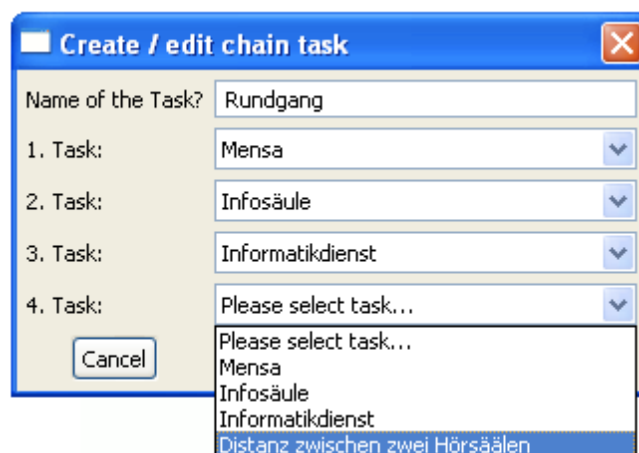 Create / edit chain task
Name of the Task? Rundgang
1. Task: Mensa
2. Task: Infosäule
3. Task: Informatikdienst
4. Task: Please select task...
Please select task...
Cancel
Mensa
Infosäule
Informatikdienst
Distanz zwischen zwei Hörsäälen